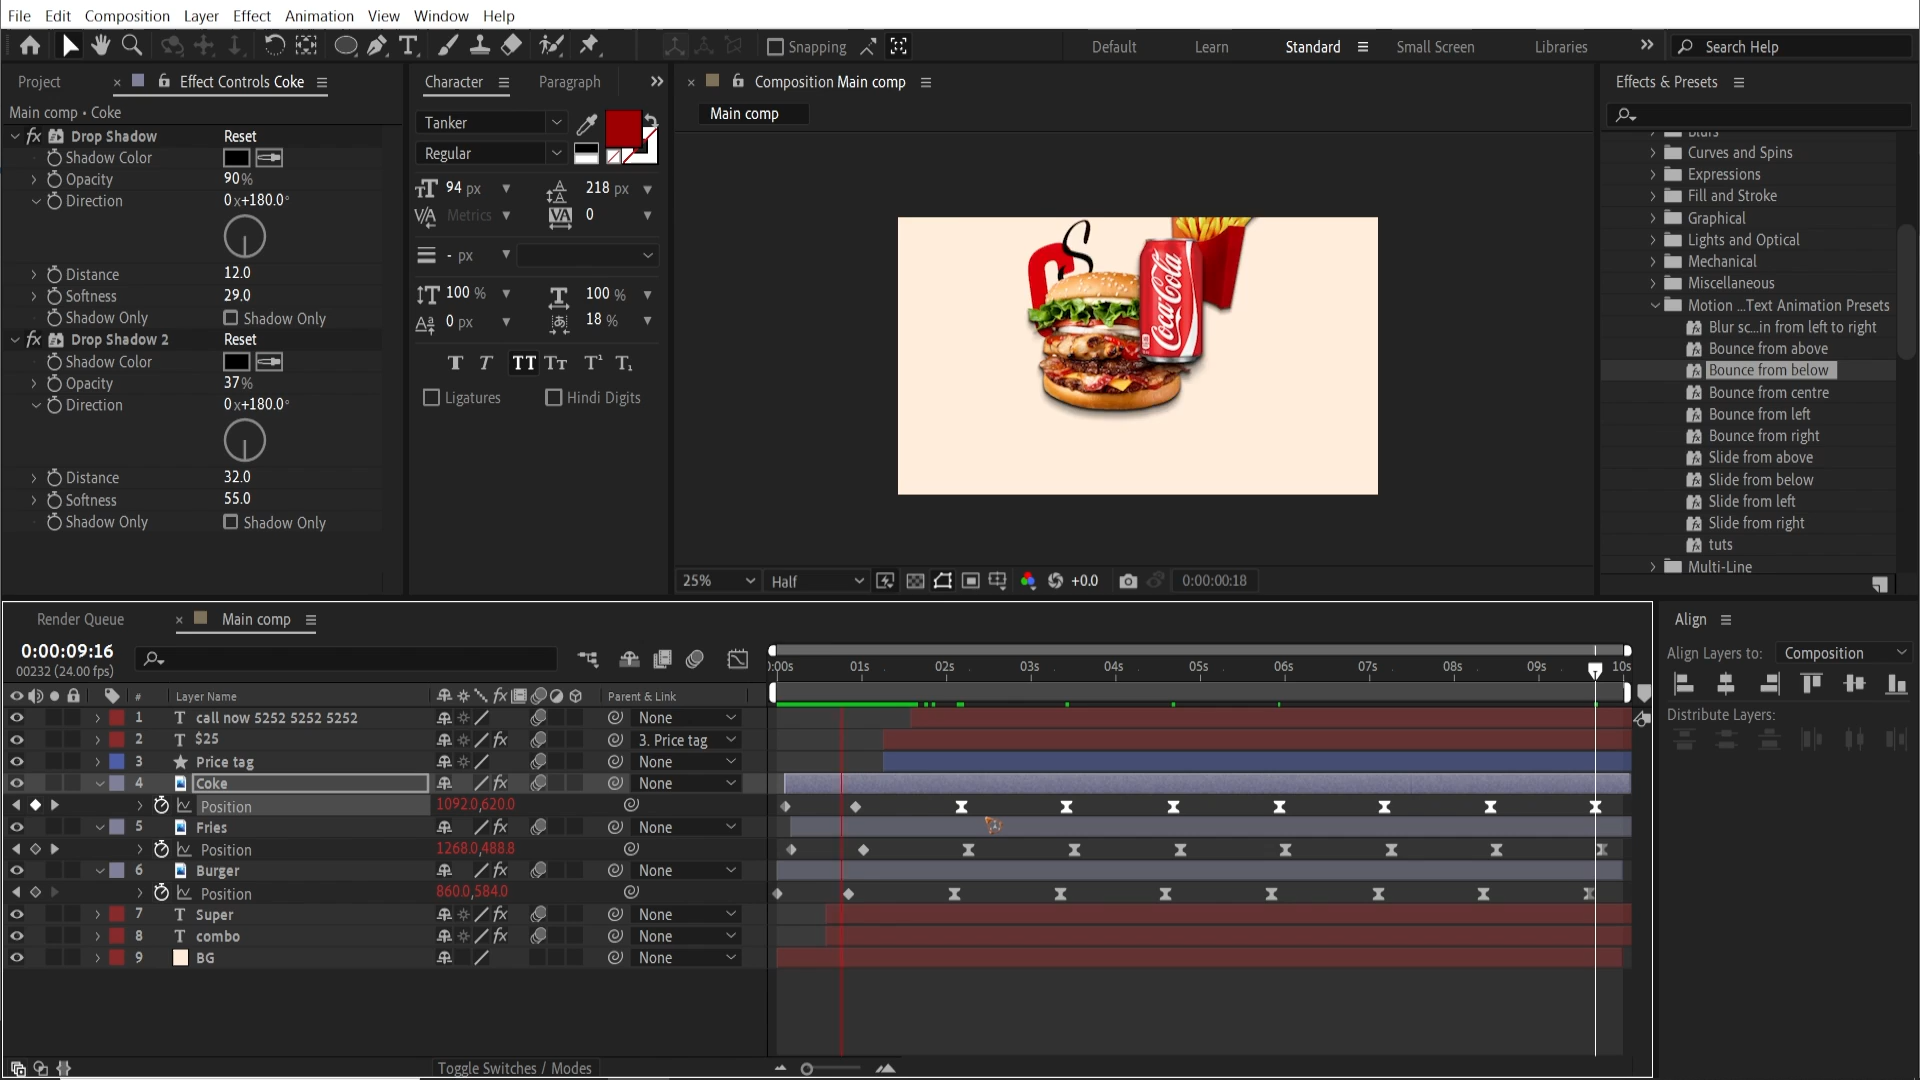 File Edit Composition Layer Effect Animation View Window Help
Snapping Default Learn Standard Small Screen Libraries Search Help
Project Effect Controls Coke
Main comp • Coke
Drop Shadow Reset
Shadow Color
Opacity 90%
Direction 0x+180.0°
Distance 12.0
Softness 29.0
Shadow Only Shadow Only
Drop Shadow 2 Reset
Shadow Color
Opacity 37%
Direction 0x+180.0°
Distance 32.0
Softness 55.0
Shadow Only Shadow Only
Character Paragraph
Tanker
Regular
94 px 218 px
Metrics 0
- px
100 % 100 %
0 px 18 %
T T TT Tт T¹ T₁
Ligatures Hindi Digits
Composition Main comp
Main comp
S
Coca-Cola
25% Half +0.0 0:00:00:18
Effects & Presets
Blurs
Curves and Spins
Expressions
Fill and Stroke
Graphical
Lights and Optical
Mechanical
Miscellaneous
Motion ...Text Animation Presets
Blur sc...in from left to right
Bounce from above
Bounce from below
Bounce from centre
Bounce from left
Bounce from right
Slide from above
Slide from below
Slide from left
Slide from right
tuts
Multi-Line
Render Queue Main comp
0:00:09:16
00232 (24.00 fps)
):00s 01s 02s 03s 04s 05s 06s 07s 08s 09s 10s
# Layer Name Parent & Link
1 T call now 5252 5252 5252 None
2 T $25 3. Price tag
3 Price tag None
4 Coke None
Position 1092.0,620.0
5 Fries None
Position 1268.0,488.8
6 Burger None
Position 860.0,584.0
7 T Super None
8 T combo None
9 BG None
Toggle Switches / Modes
Align
Align Layers to: Composition
Distribute Layers: